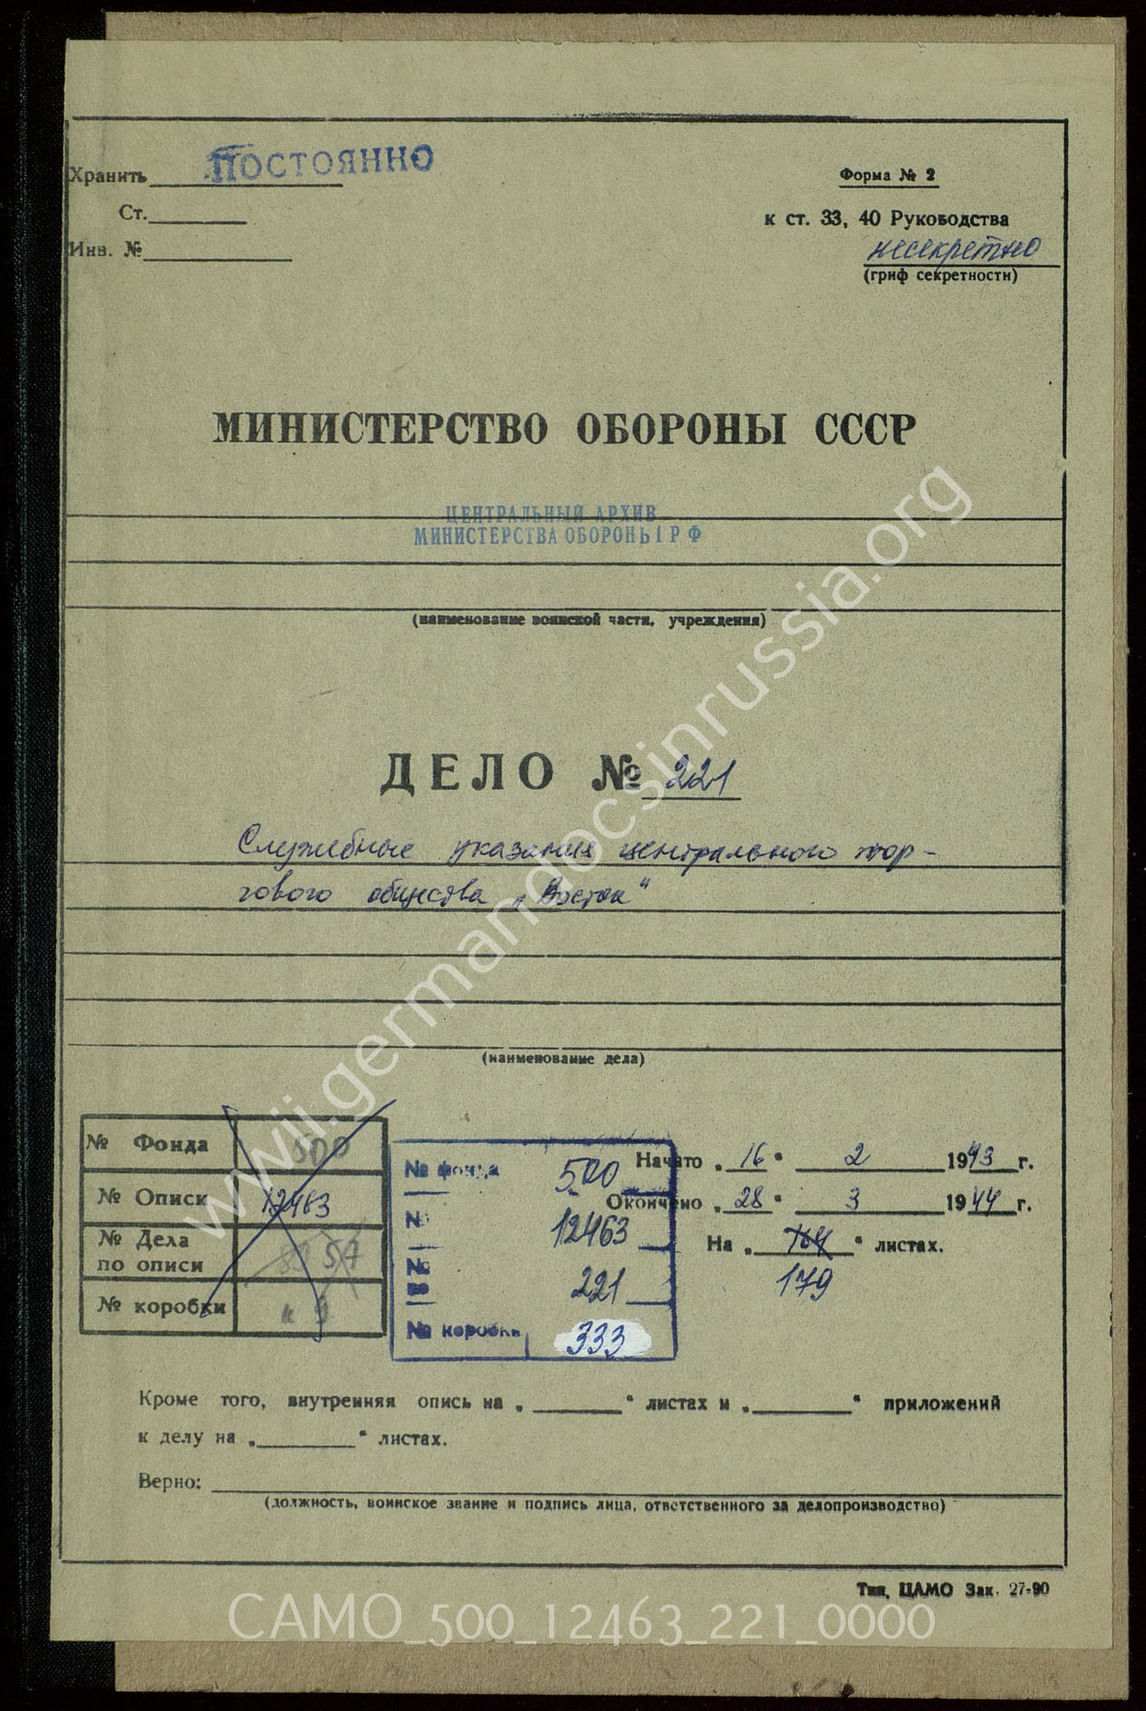 Хранить ПОСТОЯННО
Ст.
Инв. №
Форма № 2
к ст. 33, 40 Руководства
несекретно
(гриф секретности)
МИНИСТЕРСТВО ОБОРОНЫ СССР
ЦЕНТРАЛЬНЫЙ АРХИВ
МИНИСТЕРСТВА ОБОРОНЫ РФ
(наименование воинской части, учреждения)
ДЕЛО № 221
Служебные указания центрального тор-
гового общества „Восток“
(наименование дела)
№ Фонда 500
№ Описи 12463
№ Дела
по описи
№ коробки
№ фонда 500
№ 12463
№ 221
№ коробки 333
Начато „16“ 2 1943 г.
Окончено „28“ 3 1944 г.
На „164“ листах.
179
Кроме того, внутренняя опись на „ “ листах и „ “ приложений
к делу на „ “ листах.
Верно:
(должность, воинское звание и подпись лица, ответственного за делопроизводство)
Тип. ЦАМО Зак. 27-90
www.germandocsinrussia.org
CAMO_500_12463_221_0000